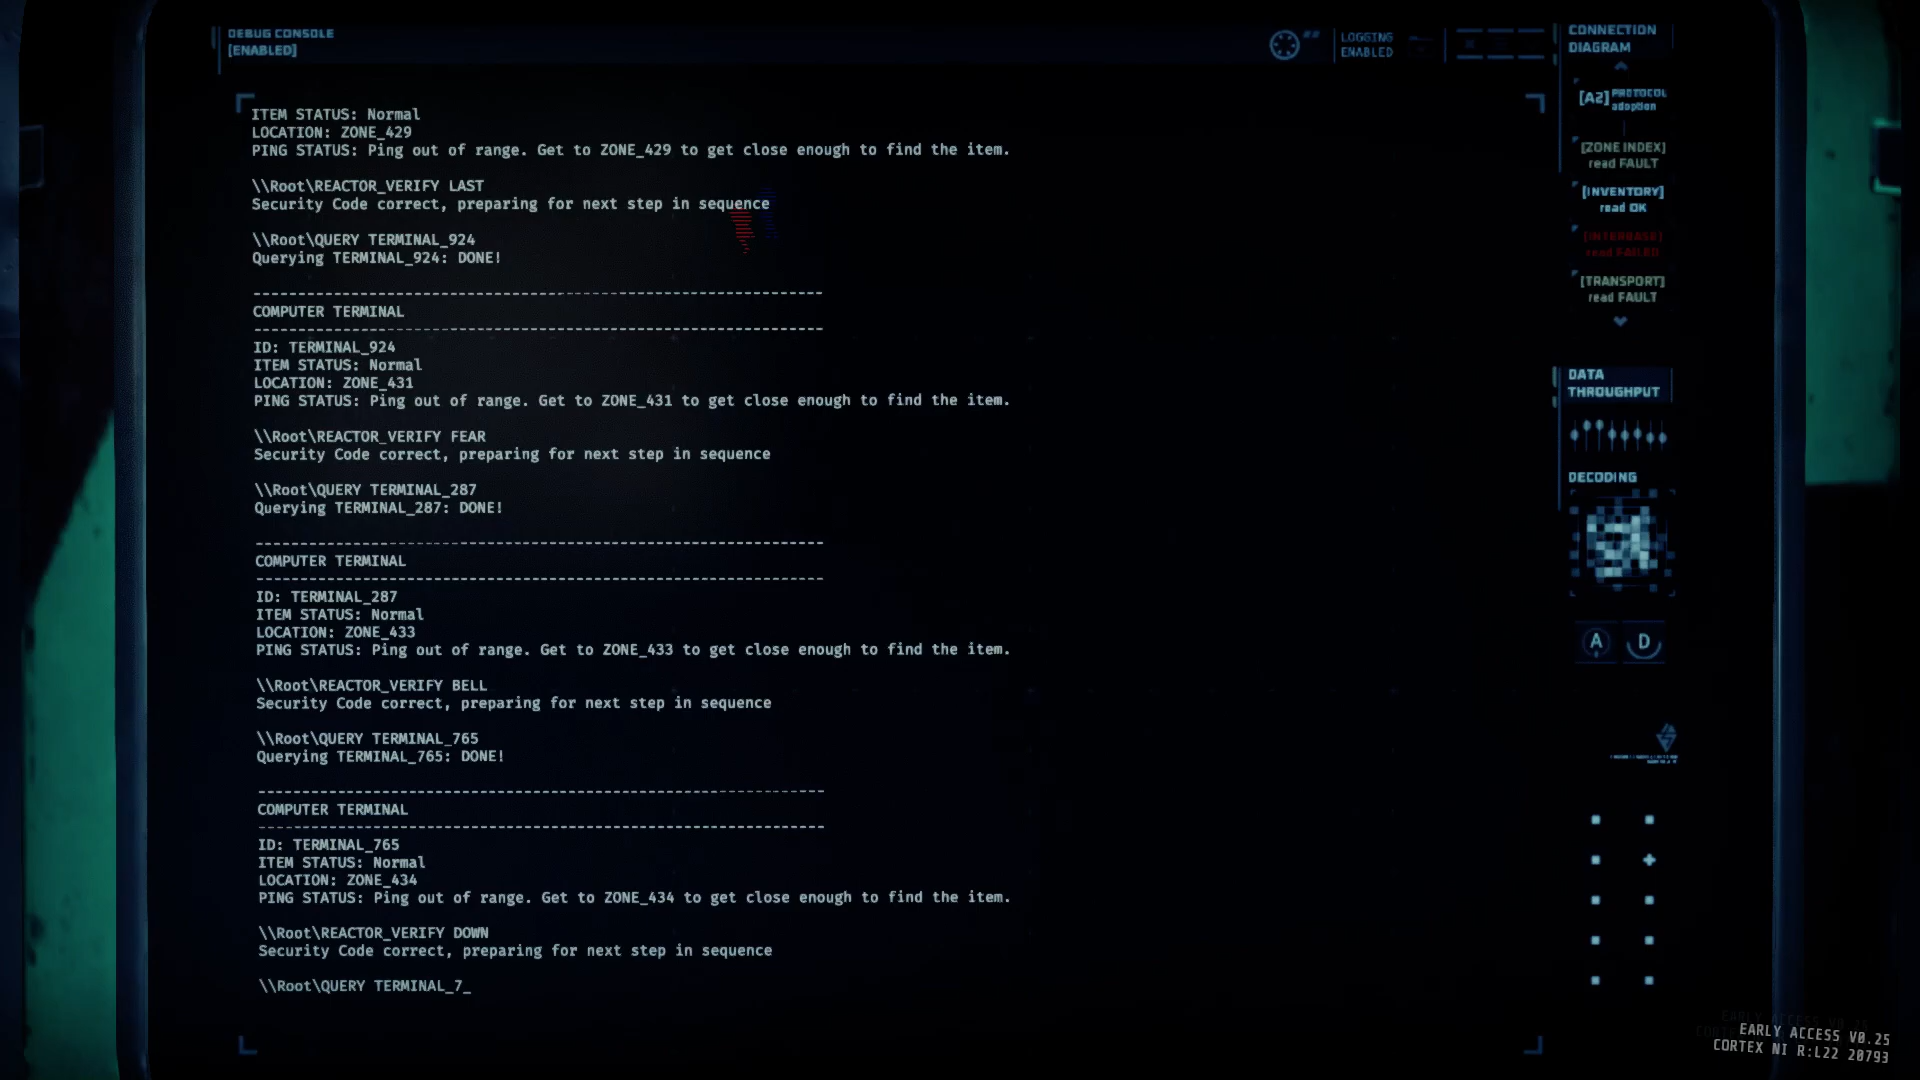 DEBUG CONSOLE
[ENABLED]
LOGGING
ENABLED
ITEM STATUS: Normal
LOCATION: ZONE_429
PING STATUS: Ping out of range. Get to ZONE_429 to get close enough to find the item.
\\Root\REACTOR_VERIFY LAST
Security Code correct, preparing for next step in sequence
\\Root\QUERY TERMINAL_924
Querying TERMINAL_924: DONE!
----------------------------------------------------------------
COMPUTER TERMINAL
----------------------------------------------------------------
ID: TERMINAL_924
ITEM STATUS: Normal
LOCATION: ZONE_431
PING STATUS: Ping out of range. Get to ZONE_431 to get close enough to find the item.
\\Root\REACTOR_VERIFY FEAR
Security Code correct, preparing for next step in sequence
\\Root\QUERY TERMINAL_287
Querying TERMINAL_287: DONE!
----------------------------------------------------------------
COMPUTER TERMINAL
----------------------------------------------------------------
ID: TERMINAL_287
ITEM STATUS: Normal
LOCATION: ZONE_433
PING STATUS: Ping out of range. Get to ZONE_433 to get close enough to find the item.
\\Root\REACTOR_VERIFY BELL
Security Code correct, preparing for next step in sequence
\\Root\QUERY TERMINAL_765
Querying TERMINAL_765: DONE!
----------------------------------------------------------------
COMPUTER TERMINAL
----------------------------------------------------------------
ID: TERMINAL_765
ITEM STATUS: Normal
LOCATION: ZONE_434
PING STATUS: Ping out of range. Get to ZONE_434 to get close enough to find the item.
\\Root\REACTOR_VERIFY DOWN
Security Code correct, preparing for next step in sequence
\\Root\QUERY TERMINAL_7_
CONNECTION
DIAGRAM
[A2] PROTOCOL
adoption
[ZONE INDEX]
read FAULT
[INVENTORY]
read OK
[INTERBASE]
read FAILED
[TRANSPORT]
read FAULT
DATA
THROUGHPUT
DECODING
A D
EARLY ACCESS V0.25
CORTEX NI R:L22 20793